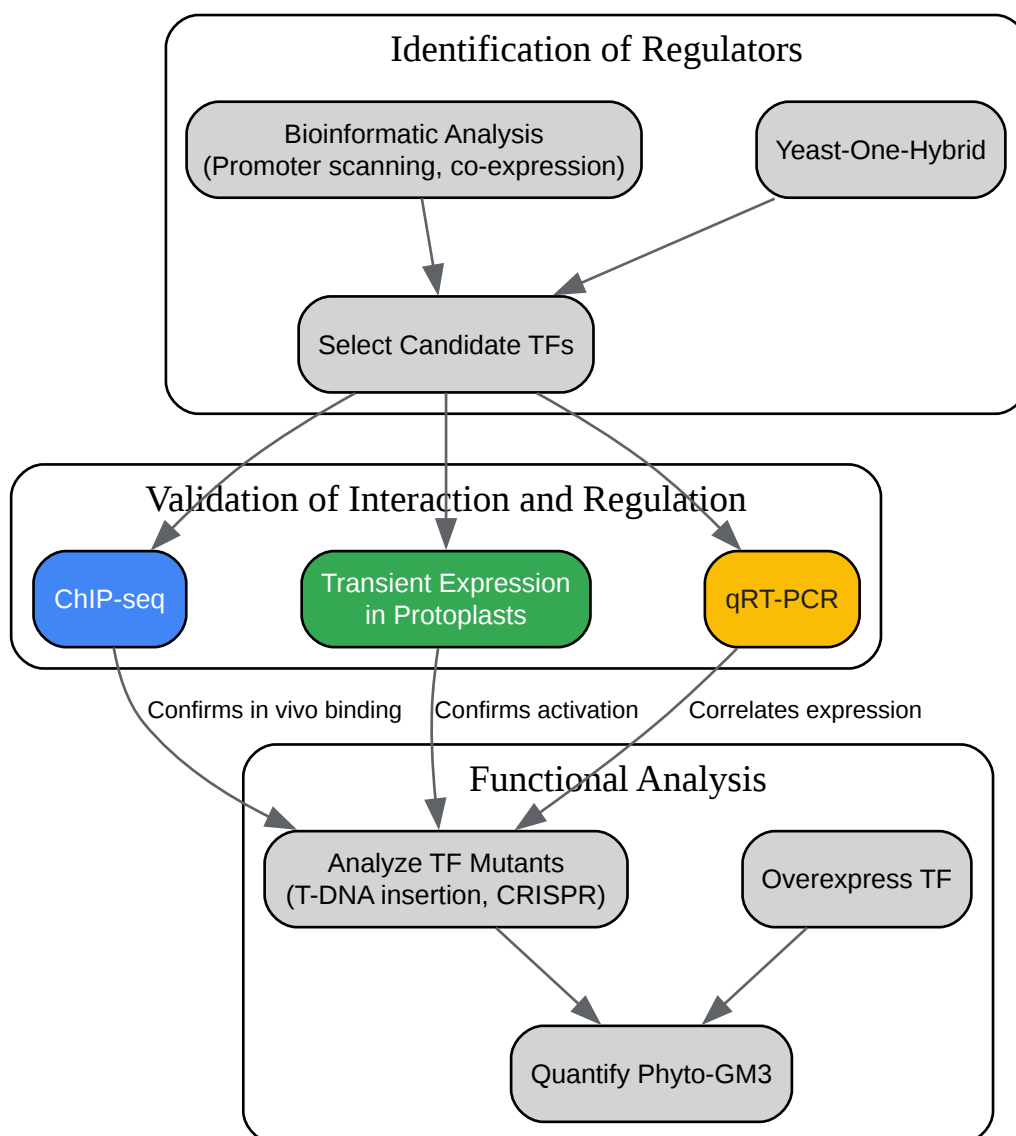 Identification of Regulators
Bioinformatic Analysis
(Promoter scanning, co-expression)
Yeast-One-Hybrid
Select Candidate TFs
Validation of Interaction and Regulation
ChIP-seq
Transient Expression
in Protoplasts
qRT-PCR
Confirms in vivo binding
Confirms activation
Correlates expression
Functional Analysis
Analyze TF Mutants
(T-DNA insertion, CRISPR)
Overexpress TF
Quantify Phyto-GM3